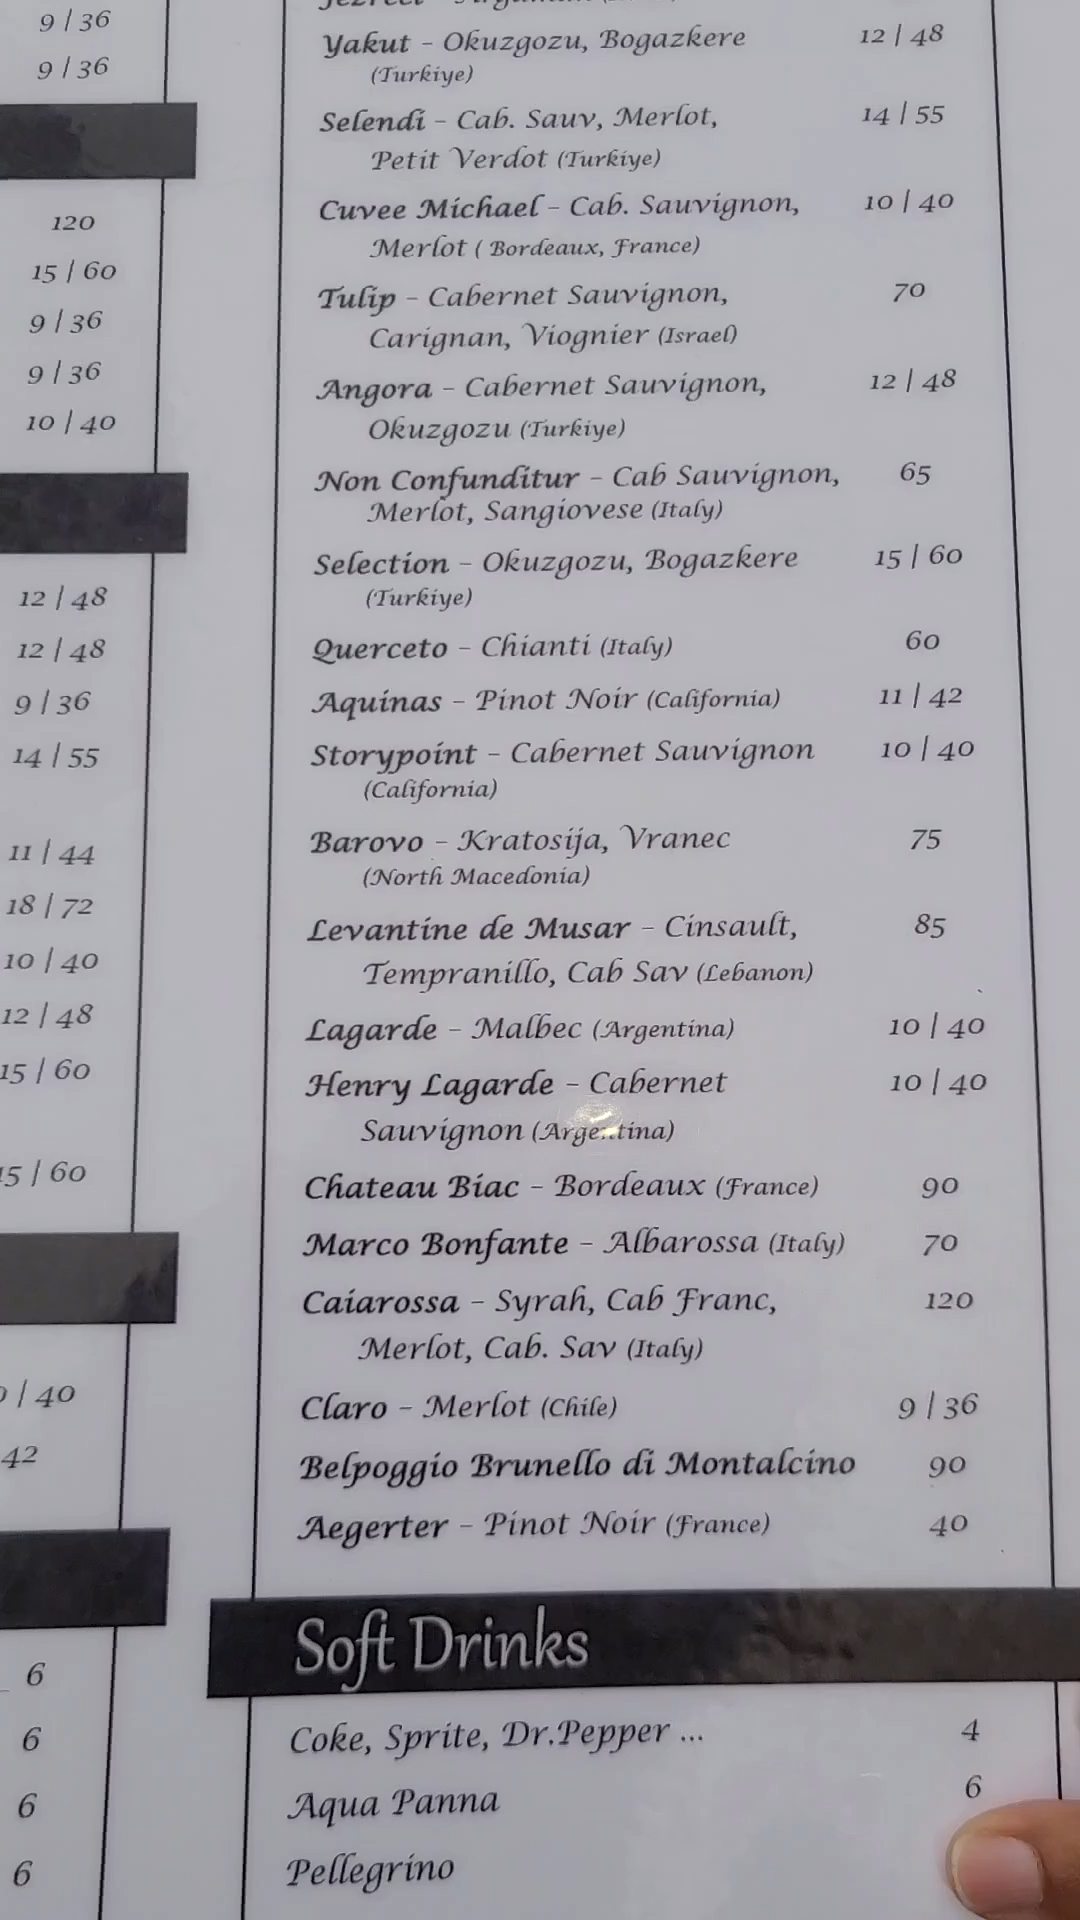 9 | 36
9 | 36
120
15 | 60
9 | 36
9 | 36
10 | 40
12 | 48
12 | 48
9 | 36
14 | 55
11 | 44
18 | 72
10 | 40
12 | 48
15 | 60
15 | 60
| 40
42
6
6
6
6
Yakut - Okuzgozu, Bogazkere 12 | 48
(Turkiye)
Selendi - Cab. Sauv, Merlot, 14 | 55
Petit Verdot (Turkiye)
Cuvee Michael - Cab. Sauvignon, 10 | 40
Merlot ( Bordeaux, France)
Tulip - Cabernet Sauvignon, 70
Carignan, Viognier (Israel)
Angora - Cabernet Sauvignon, 12 | 48
Okuzgozu (Turkiye)
Non Confunditur - Cab Sauvignon, 65
Merlot, Sangiovese (Italy)
Selection - Okuzgozu, Bogazkere 15 | 60
(Turkiye)
Querceto - Chianti (Italy) 60
Aquinas - Pinot Noir (California) 11 | 42
Storypoint - Cabernet Sauvignon 10 | 40
(California)
Barovo - Kratosija, Vranec 75
(North Macedonia)
Levantine de Musar - Cinsault, 85
Tempranillo, Cab Sav (Lebanon)
Lagarde - Malbec (Argentina) 10 | 40
Henry Lagarde - Cabernet 10 | 40
Sauvignon (Argentina)
Chateau Biac - Bordeaux (France) 90
Marco Bonfante - Albarossa (Italy) 70
Caiarossa - Syrah, Cab Franc, 120
Merlot, Cab. Sav (Italy)
Claro - Merlot (Chile) 9 | 36
Belpoggio Brunello di Montalcino 90
Aegerter - Pinot Noir (France) 40
Soft Drinks
Coke, Sprite, Dr.Pepper ... 4
Aqua Panna 6
Pellegrino